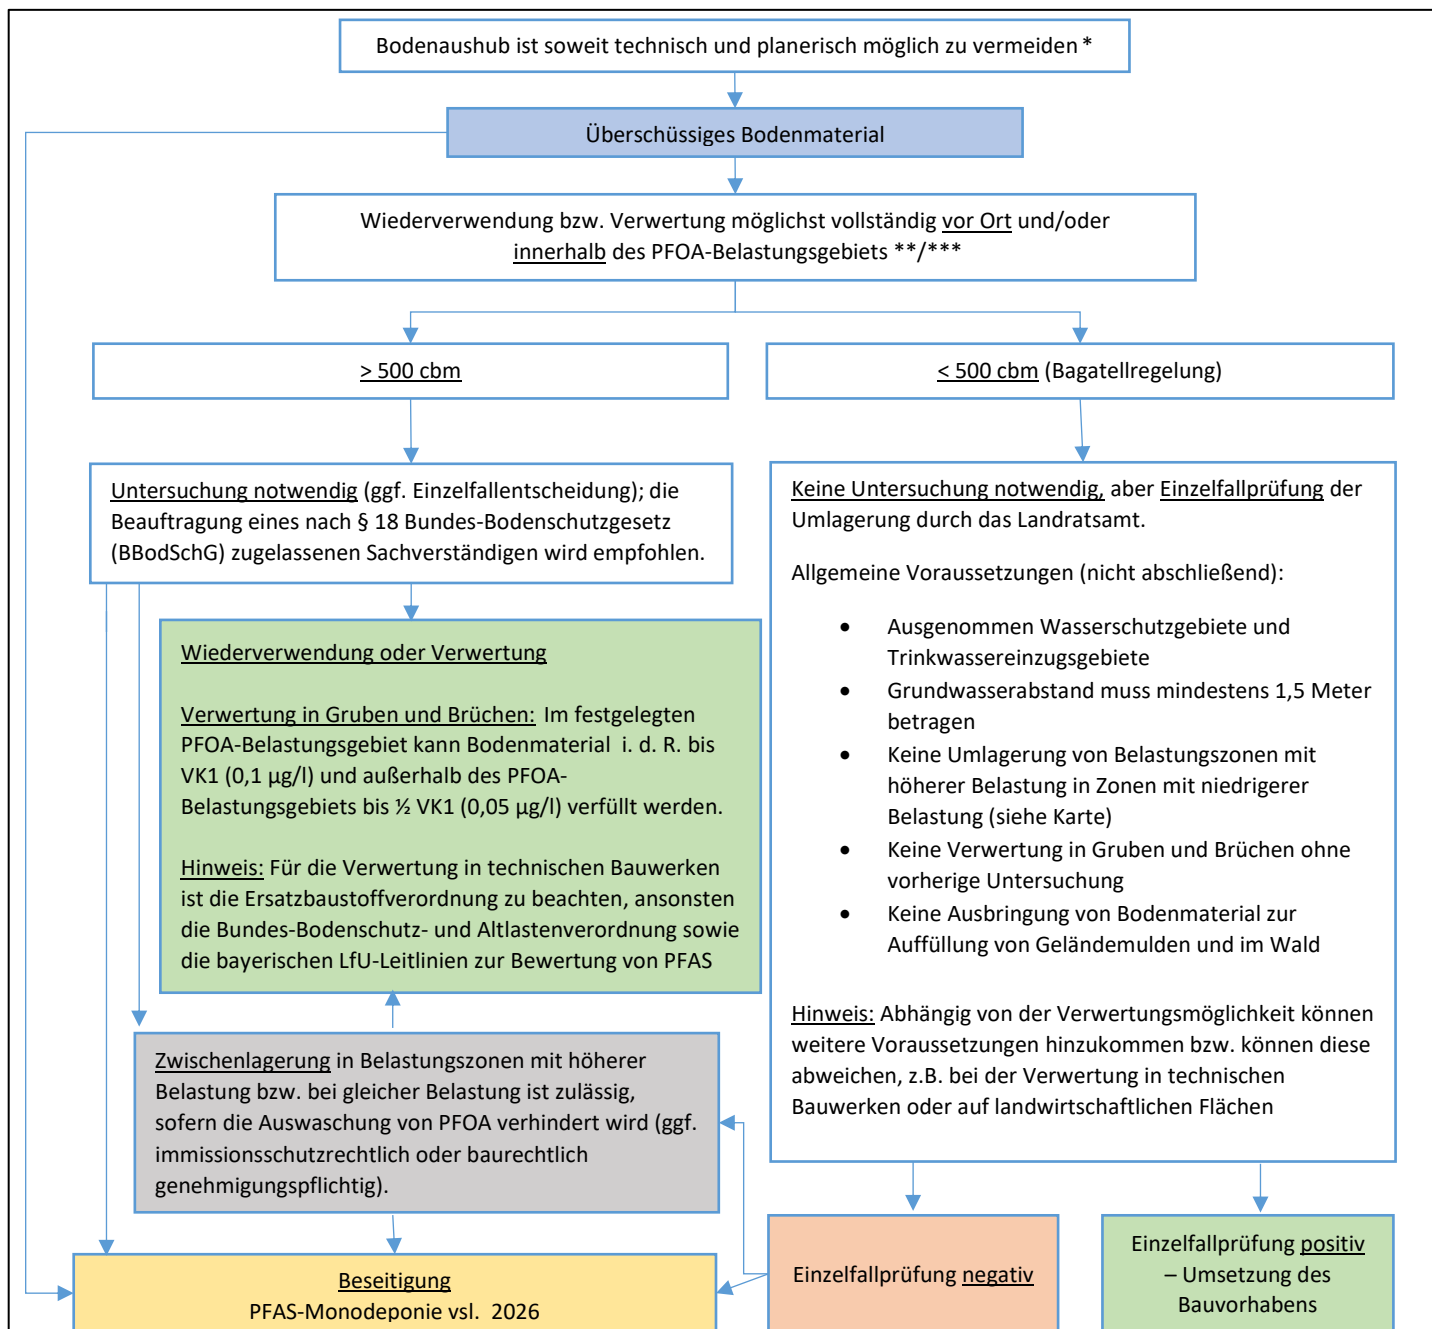 Bodenaushub ist soweit technisch und planerisch möglich zu vermeiden *
Überschüssiges Bodenmaterial
Wiederverwendung bzw. Verwertung möglichst vollständig vor Ort und/oder
innerhalb des PFOA-Belastungsgebiets **/***
> 500 cbm
< 500 cbm (Bagatellregelung)
Untersuchung notwendig (ggf. Einzelfallentscheidung); die
Beauftragung eines nach § 18 Bundes-Bodenschutzgesetz
(BBodSchG) zugelassenen Sachverständigen wird empfohlen.
Wiederverwendung oder Verwertung
Verwertung in Gruben und Brüchen: Im festgelegten
PFOA-Belastungsgebiet kann Bodenmaterial i. d. R. bis
VK1 (0,1 µg/l) und außerhalb des PFOA-
Belastungsgebiets bis ½ VK1 (0,05 µg/l) verfüllt werden.
Hinweis: Für die Verwertung in technischen Bauwerken
ist die Ersatzbaustoffverordnung zu beachten, ansonsten
die Bundes-Bodenschutz- und Altlastenverordnung sowie
die bayerischen LfU-Leitlinien zur Bewertung von PFAS
Zwischenlagerung in Belastungszonen mit höherer
Belastung bzw. bei gleicher Belastung ist zulässig,
sofern die Auswaschung von PFOA verhindert wird (ggf.
immissionsschutzrechtlich oder baurechtlich
genehmigungspflichtig).
Beseitigung
PFAS-Monodeponie vsl. 2026
Keine Untersuchung notwendig, aber Einzelfallprüfung der
Umlagerung durch das Landratsamt.
Allgemeine Voraussetzungen (nicht abschließend):
• Ausgenommen Wasserschutzgebiete und
Trinkwassereinzugsgebiete
• Grundwasserabstand muss mindestens 1,5 Meter
betragen
• Keine Umlagerung von Belastungszonen mit
höherer Belastung in Zonen mit niedrigerer
Belastung (siehe Karte)
• Keine Verwertung in Gruben und Brüchen ohne
vorherige Untersuchung
• Keine Ausbringung von Bodenmaterial zur
Auffüllung von Geländemulden und im Wald
Hinweis: Abhängig von der Verwertungsmöglichkeit können
weitere Voraussetzungen hinzukommen bzw. können diese
abweichen, z.B. bei der Verwertung in technischen
Bauwerken oder auf landwirtschaftlichen Flächen
Einzelfallprüfung negativ
Einzelfallprüfung positiv
– Umsetzung des
Bauvorhabens